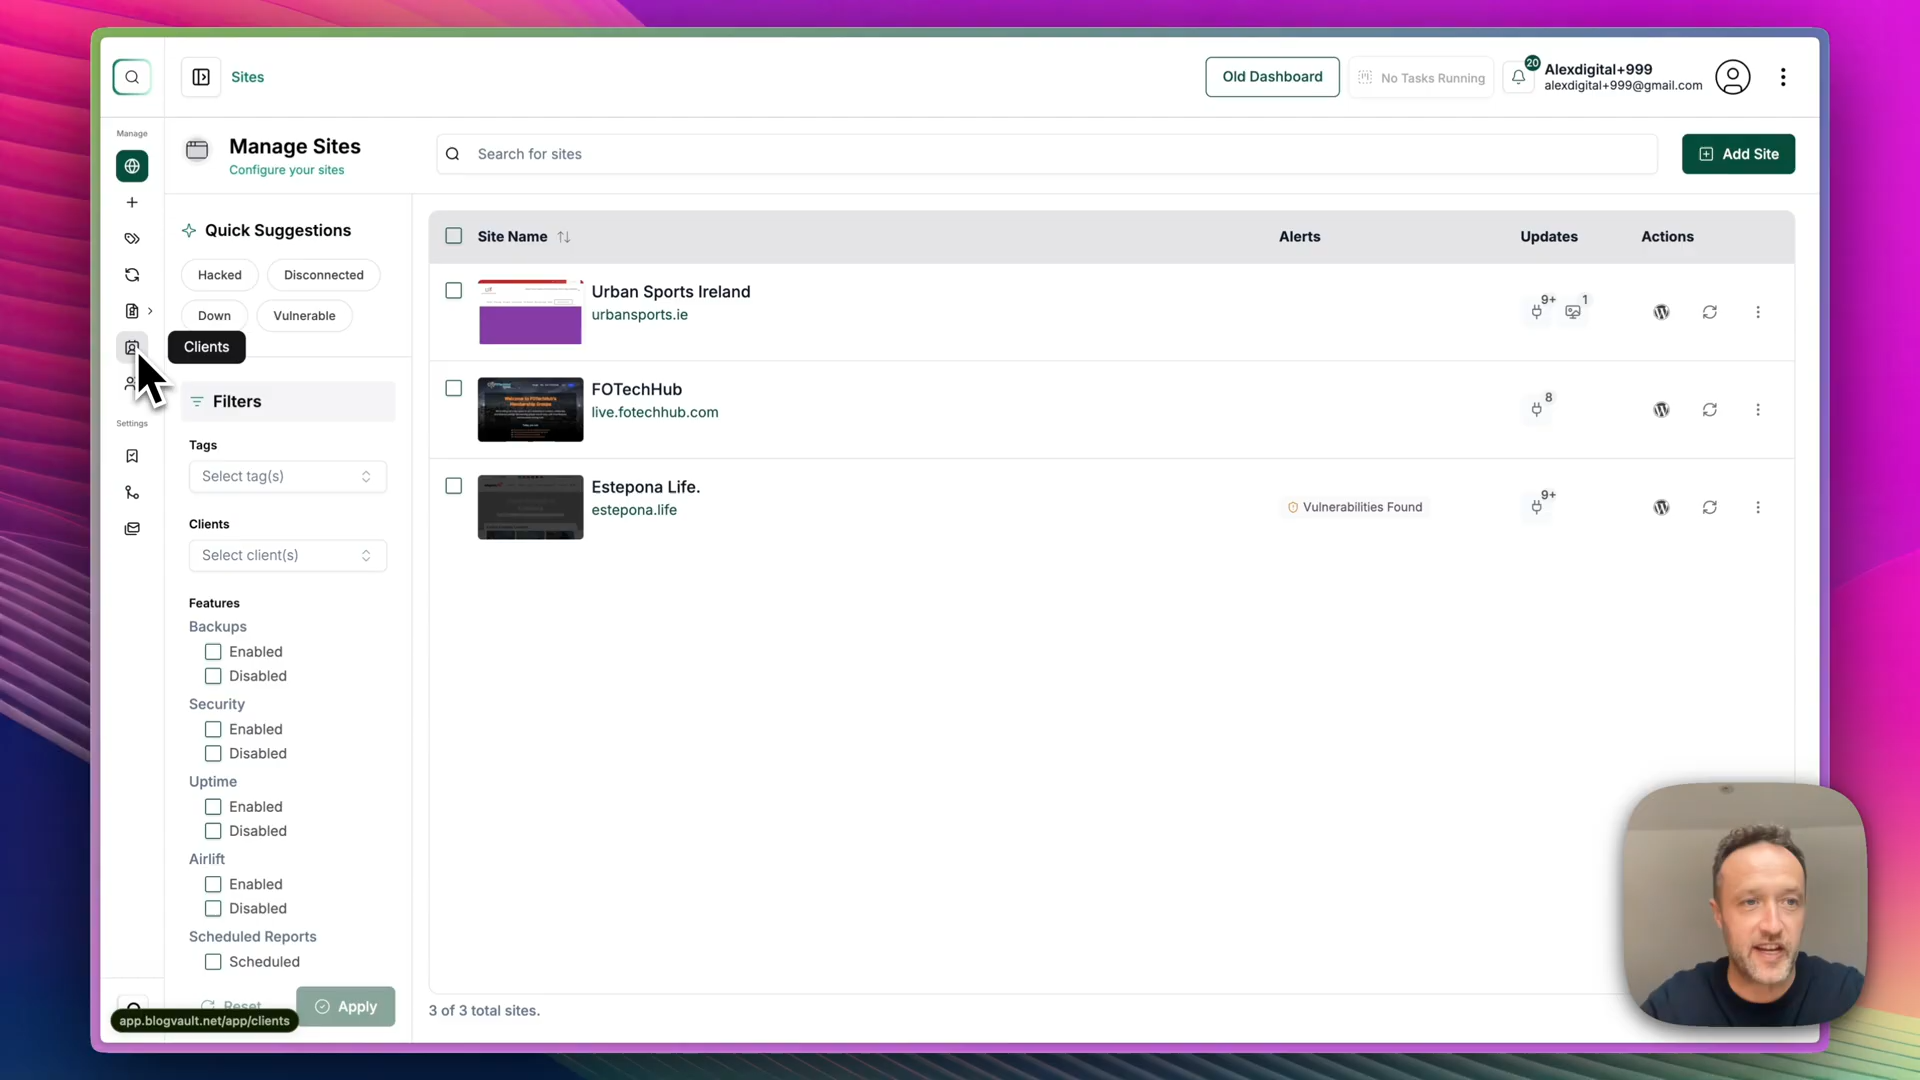 Sites
Old Dashboard
No Tasks Running
20
Alexdigital+999
alexdigital+999@gmail.com
Manage
Manage Sites
Configure your sites
Search for sites
Add Site
Quick Suggestions
Hacked
Disconnected
Down
Vulnerable
Clients
Filters
Settings
Tags
Select tag(s)
Clients
Select client(s)
Features
Backups
Enabled
Disabled
Security
Enabled
Disabled
Uptime
Enabled
Disabled
Airlift
Enabled
Disabled
Scheduled Reports
Scheduled
Reset
Apply
app.blogvault.net/app/clients
Site Name
Alerts
Updates
Actions
Urban Sports Ireland
urbansports.ie
9+
1
FOTechHub
live.fotechhub.com
8
Estepona Life.
estepona.life
Vulnerabilities Found
9+
3 of 3 total sites.